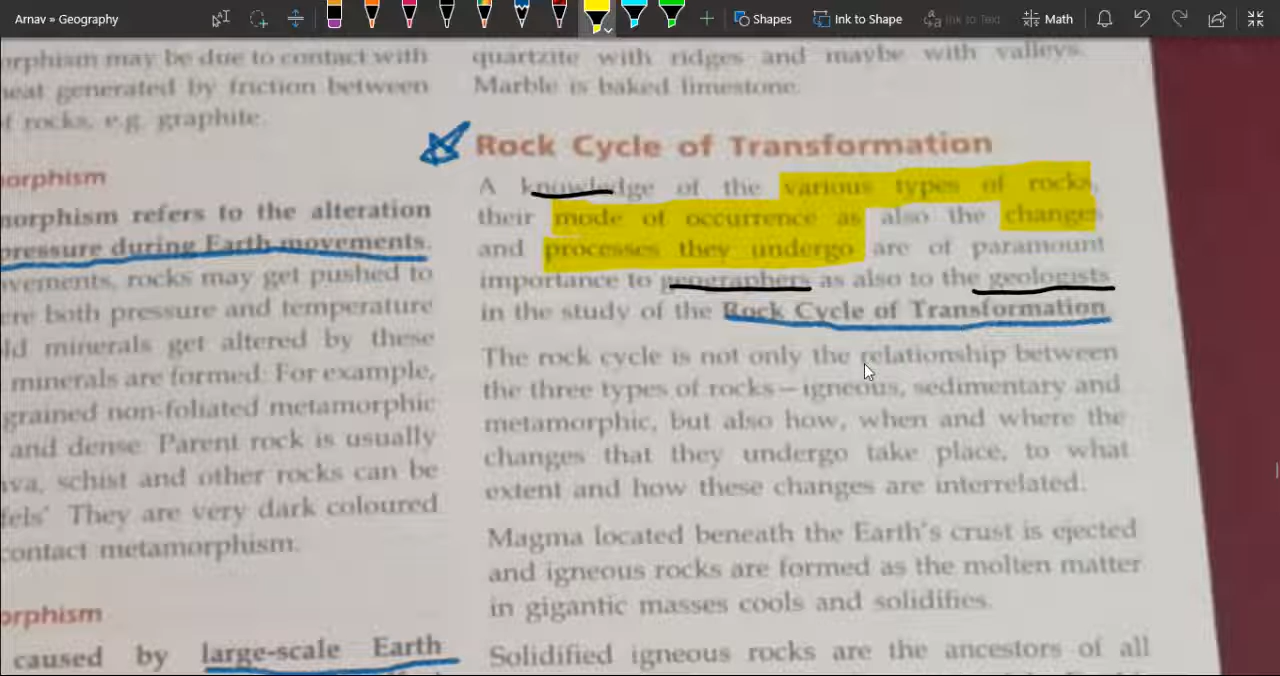 Arnav » Geography
Shapes
Ink to Shape
Ink to Text
Math
orphism may be due to contact with
heat generated by friction between
f rocks, e.g. graphite.
orphism
morphism refers to the alteration
pressure during Earth movements.
vements, rocks may get pushed to
ere both pressure and temperature
ld minerals get altered by these
minerals are formed. For example,
grained non-foliated metamorphic
and dense. Parent rock is usually
ava, schist and other rocks can be
fels'. They are very dark coloured
contact metamorphism.
orphism
caused by large-scale Earth
quartzite with ridges and maybe with valleys.
Marble is baked limestone.
Rock Cycle of Transformation
A knowledge of the various types of rocks,
their mode of occurrence as also the changes
and processes they undergo are of paramount
importance to geographers as also to the geologists
in the study of the Rock Cycle of Transformation
The rock cycle is not only the relationship between
the three types of rocks—igneous, sedimentary and
metamorphic, but also how, when and where the
changes that they undergo take place, to what
extent and how these changes are interrelated.
Magma located beneath the Earth's crust is ejected
and igneous rocks are formed as the molten matter
in gigantic masses cools and solidifies.
Solidified igneous rocks are the ancestors of all